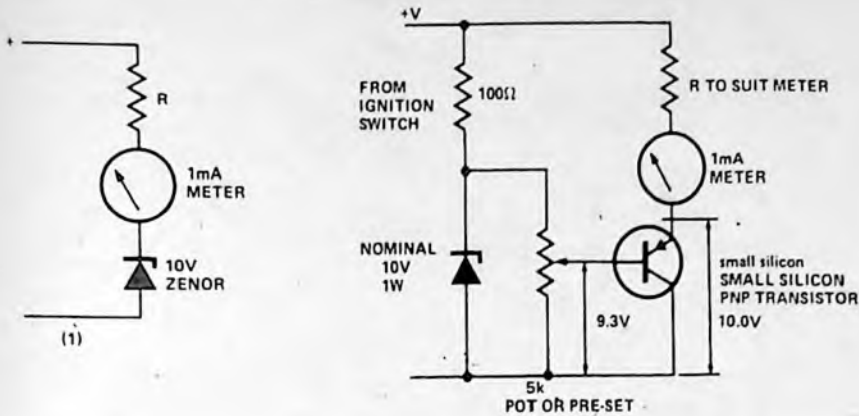 +
R
1mA
METER
10V
ZENOR
(1)
+V
FROM
IGNITION
SWITCH
100Ω
R TO SUIT METER
1mA
METER
NOMINAL
10V
1W
small silicon
SMALL SILICON
PNP TRANSISTOR
10.0V
9.3V
5k
POT OR PRE-SET